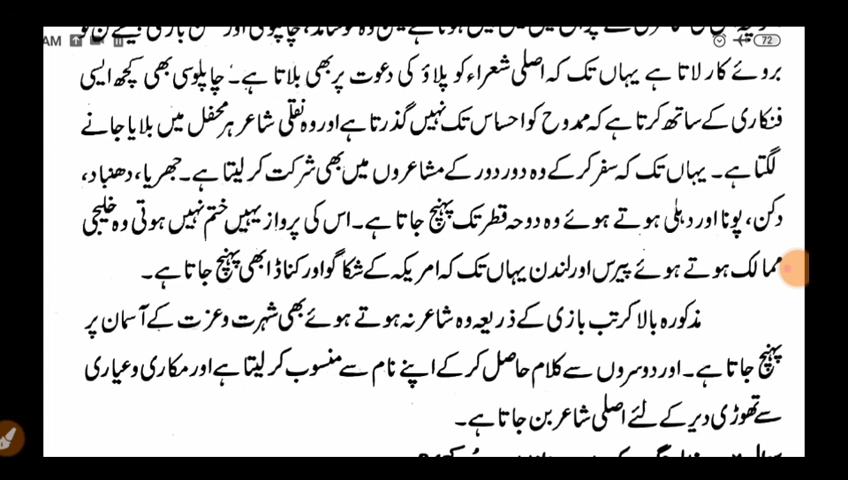 AM 72
بروئے کار لاتا ہے یہاں تک کہ اصلی شعراء کو پلاؤ کی دعوت پر بھی بلاتا ہے۔ چاپلوسی بھی کچھ ایسی
فنکاری کے ساتھ کرتا ہے کہ ممدوح کو احساس تک نہیں گذرتا ہے اور وہ نقلی شاعر ہر محفل میں بلایا جانے
لگتا ہے۔ یہاں تک کہ سفر کر کے وہ دور دور کے مشاعروں میں بھی شرکت کر لیتا ہے۔ جھریا، دھنباد،
دکن، پونا اور دہلی ہوتے ہوئے وہ دوحہ قطر تک پہنچ جاتا ہے۔ اس کی پرواز یہیں ختم نہیں ہوتی وہ خلیجی
ممالک ہوتے ہوئے پیرس اور لندن یہاں تک کہ امریکہ کے شکاگو اور کناڈا بھی پہنچ جاتا ہے۔
مذکورہ بالا کرتب بازی کے ذریعہ وہ شاعر نہ ہوتے ہوئے بھی شہرت و عزت کے آسمان پر
پہنچ جاتا ہے۔ اور دوسروں سے کلام حاصل کر کے اپنے نام سے منسوب کر لیتا ہے اور مکاری و عیاری
سے تھوڑی دیر کے لئے اصلی شاعر بن جاتا ہے۔